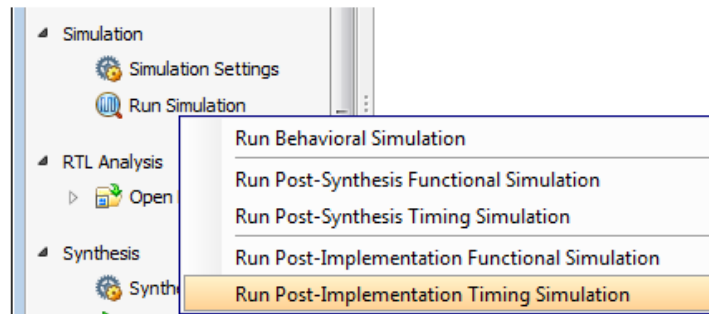 Simulation
Simulation Settings
Run Simulation
Run Behavioral Simulation
RTL Analysis
Run Post-Synthesis Functional Simulation
Open
Run Post-Synthesis Timing Simulation
Synthesis
Run Post-Implementation Functional Simulation
Run Post-Implementation Timing Simulation